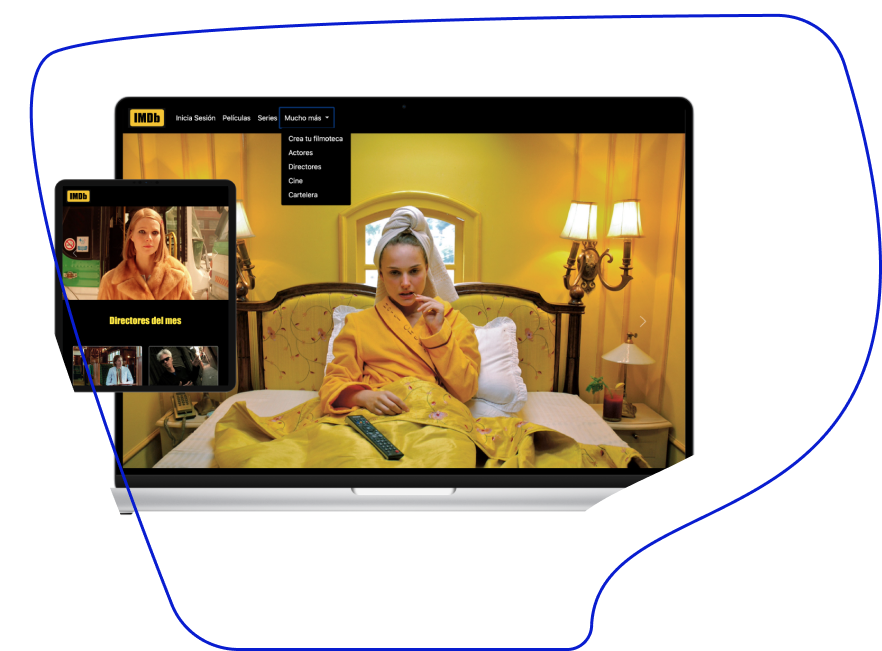 IMDb
Inicia Sesión Películas Series Mucho más
Crea tu filmoteca
Actores
Directores
Cine
Cartelera
IMDb
Directores del mes